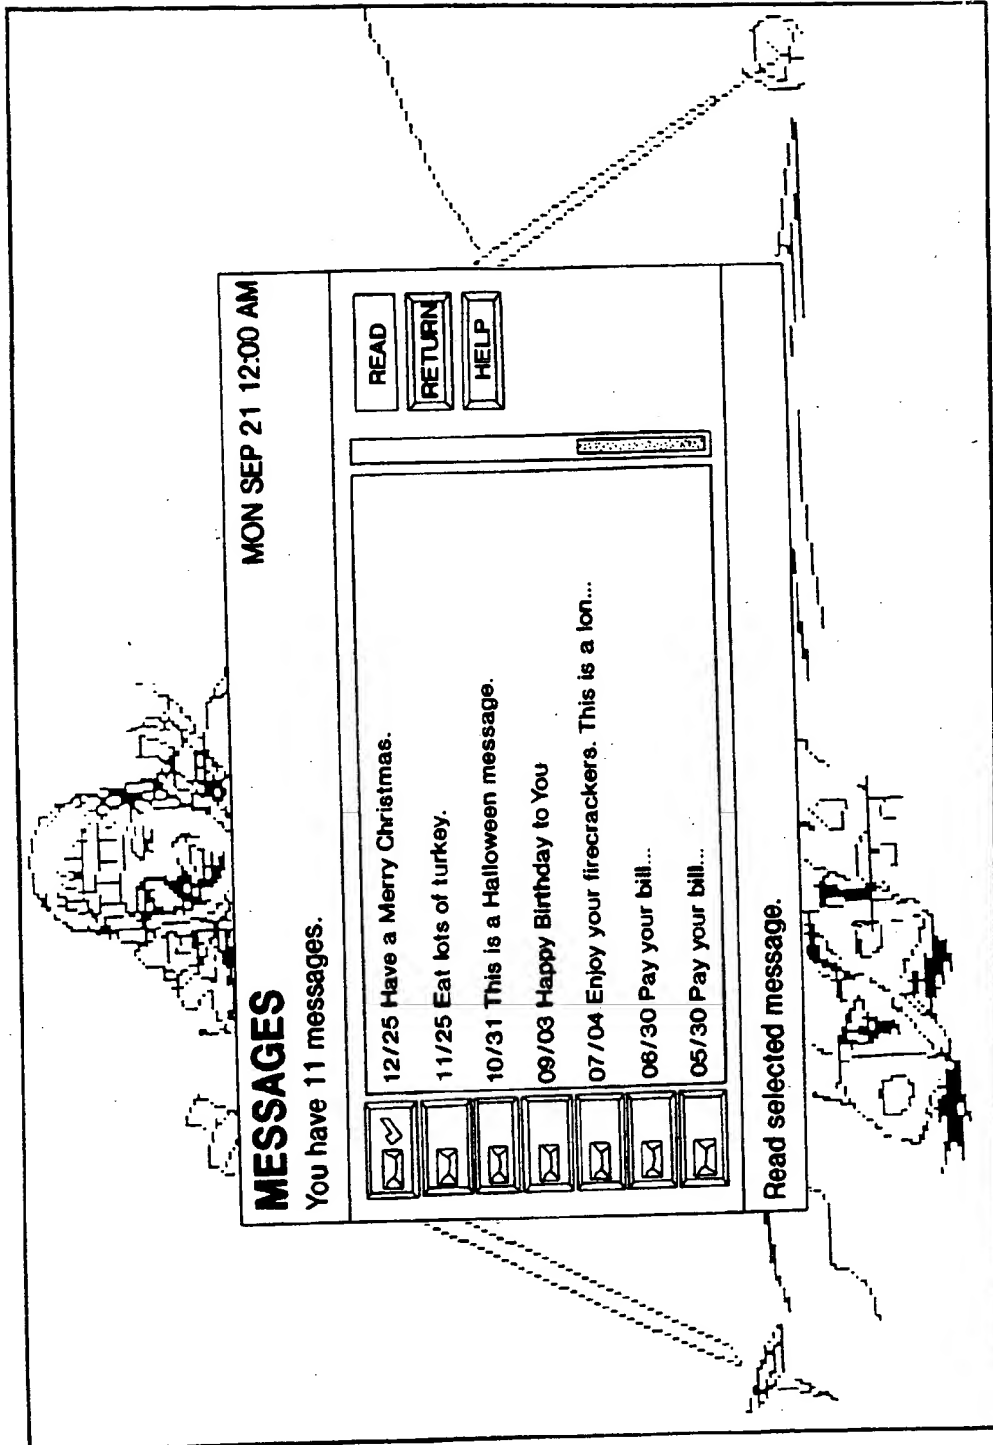 MESSAGES MON SEP 21 12:00 AM
You have 11 messages.
12/25 Have a Merry Christmas.
11/25 Eat lots of turkey.
10/31 This is a Halloween message.
09/03 Happy Birthday to You
07/04 Enjoy your firecrackers. This is a lon...
06/30 Pay your bill...
05/30 Pay your bill...
READ
RETURN
HELP
Read selected message.